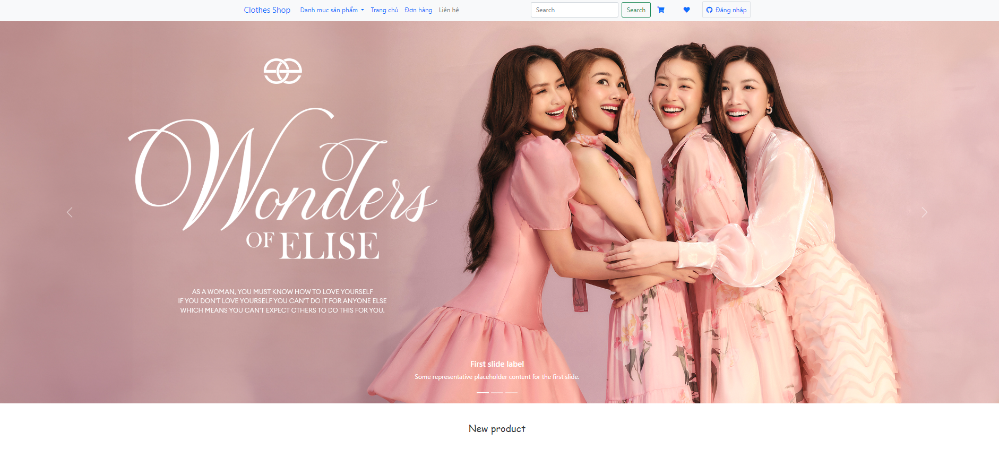 Clothes Shop Danh mục sản phẩm Trang chủ Đơn hàng Liên hệ Search Search Đăng nhập
Wonders
OF ELISE
AS A WOMAN, YOU MUST KNOW HOW TO LOVE YOURSELF
IF YOU DON'T LOVE YOURSELF YOU CAN'T DO IT FOR ANYONE ELSE
WHICH MEANS YOU CAN'T EXPECT OTHERS TO DO THIS FOR YOU.
First slide label
Some representative placeholder content for the first slide.
New product